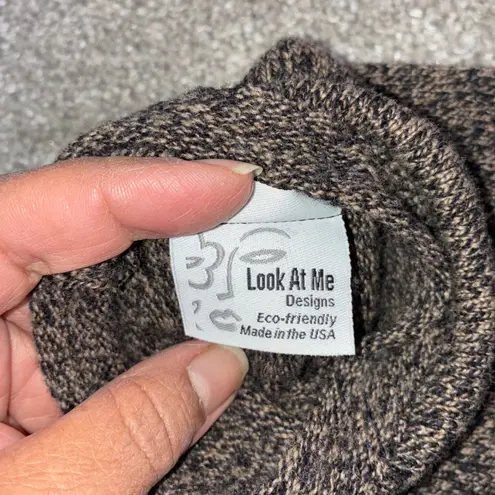 Look At Me
Designs
Eco-friendly
Made in the USA